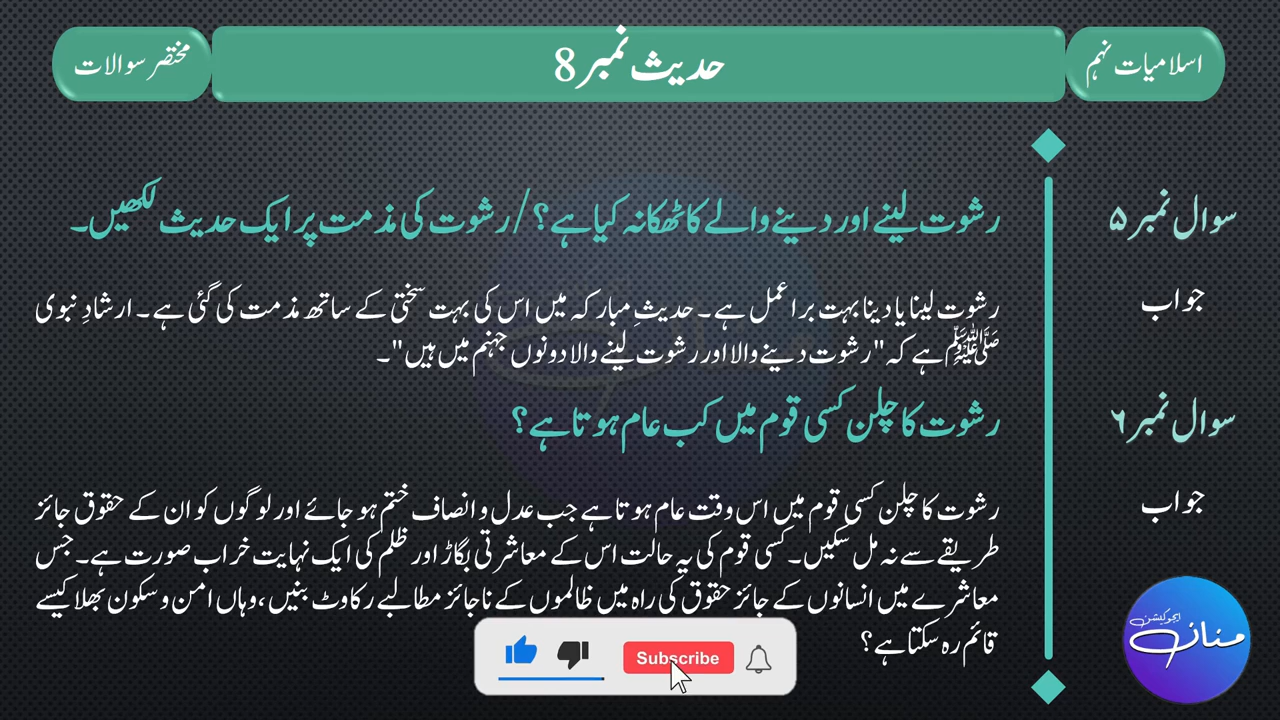 اسلامیات نہم
حدیث نمبر 8
مختصر سوالات
سوال نمبر ۵
رشوت لینے اور دینے والے کا ٹھکانہ کیا ہے؟ / رشوت کی مذمت پر ایک حدیث لکھیں۔
جواب
رشوت لینا یا دینا بہت برا عمل ہے۔ حدیثِ مبارکہ میں اس کی بہت سختی کے ساتھ مذمت کی گئی ہے۔ ارشادِ نبوی
ﷺ ہے کہ "رشوت دینے والا اور رشوت لینے والا دونوں جہنم میں ہیں"۔
سوال نمبر ۶
رشوت کا چلن کسی قوم میں کب عام ہوتا ہے؟
جواب
رشوت کا چلن کسی قوم میں اس وقت عام ہوتا ہے جب عدل و انصاف ختم ہو جائے اور لوگوں کو ان کے حقوق جائز
طریقے سے نہ مل سکیں۔ کسی قوم کی یہ حالت اس کے معاشرتی بگاڑ اور ظلم کی ایک نہایت خراب صورت ہے۔ جس
معاشرے میں انسانوں کے جائز حقوق کی راہ میں ظالموں کے ناجائز مطالبے رکاوٹ بنیں، وہاں امن و سکون بھلا کیسے
قائم رہ سکتا ہے؟
Subscribe
ایجوکیشن
منان